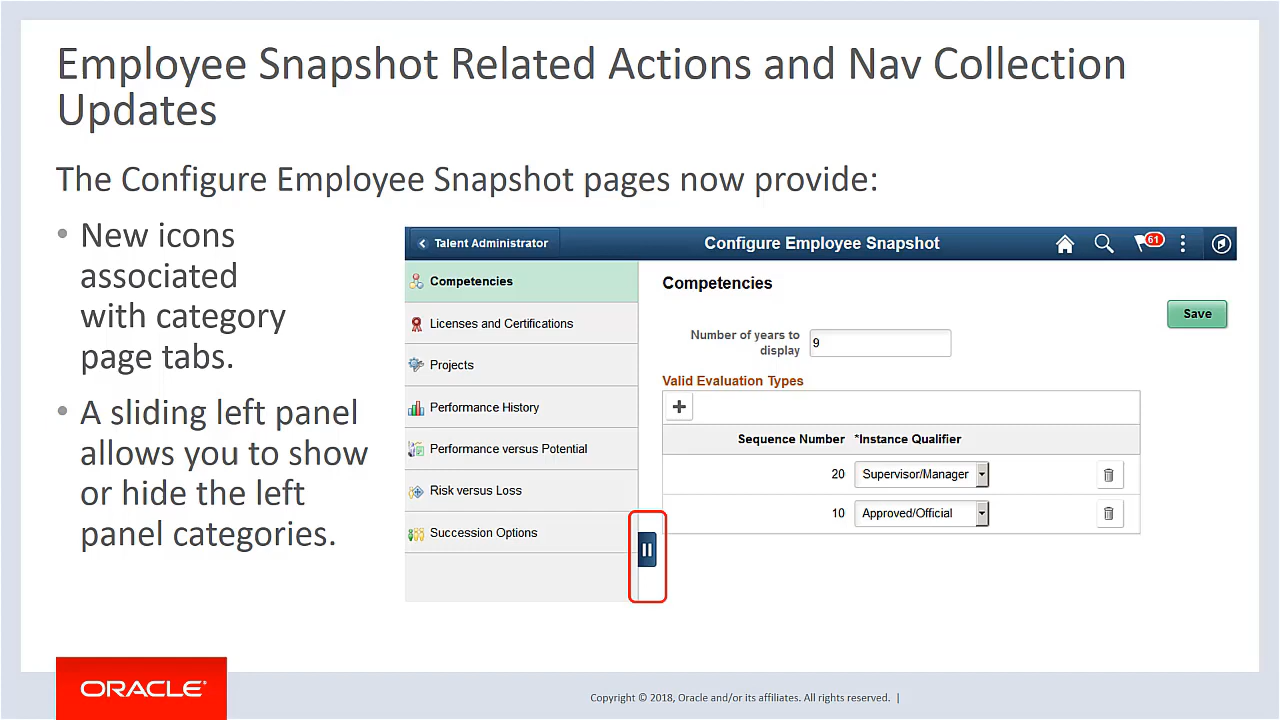 Employee Snapshot Related Actions and Nav Collection
Updates
The Configure Employee Snapshot pages now provide:
• New icons
associated
with category
page tabs.
• A sliding left panel
allows you to show
or hide the left
panel categories.
Talent Administrator
Configure Employee Snapshot
61
Competencies
Licenses and Certifications
Projects
Performance History
Performance versus Potential
Risk versus Loss
Succession Options
Competencies
Save
Number of years to
display
9
Valid Evaluation Types
Sequence Number *Instance Qualifier
20 Supervisor/Manager
10 Approved/Official
ORACLE®
Copyright © 2018, Oracle and/or its affiliates. All rights reserved. |